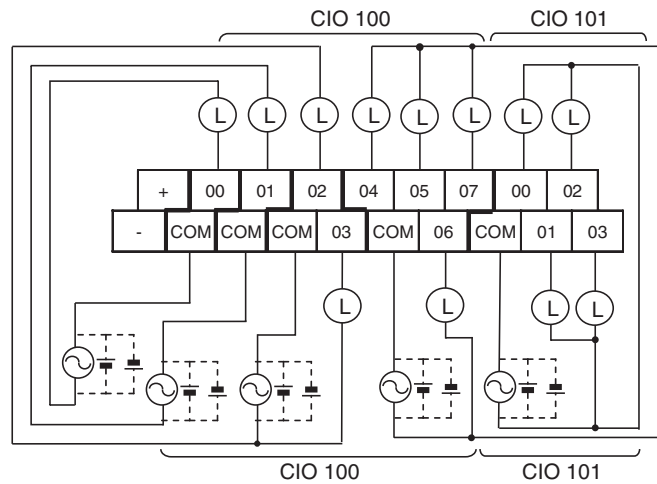 CIO 100 CIO 101
L L L L L L L L
+ 00 01 02 04 05 07 00 02
- COM COM COM 03 COM 06 COM 01 03
L L L L
CIO 100 CIO 101